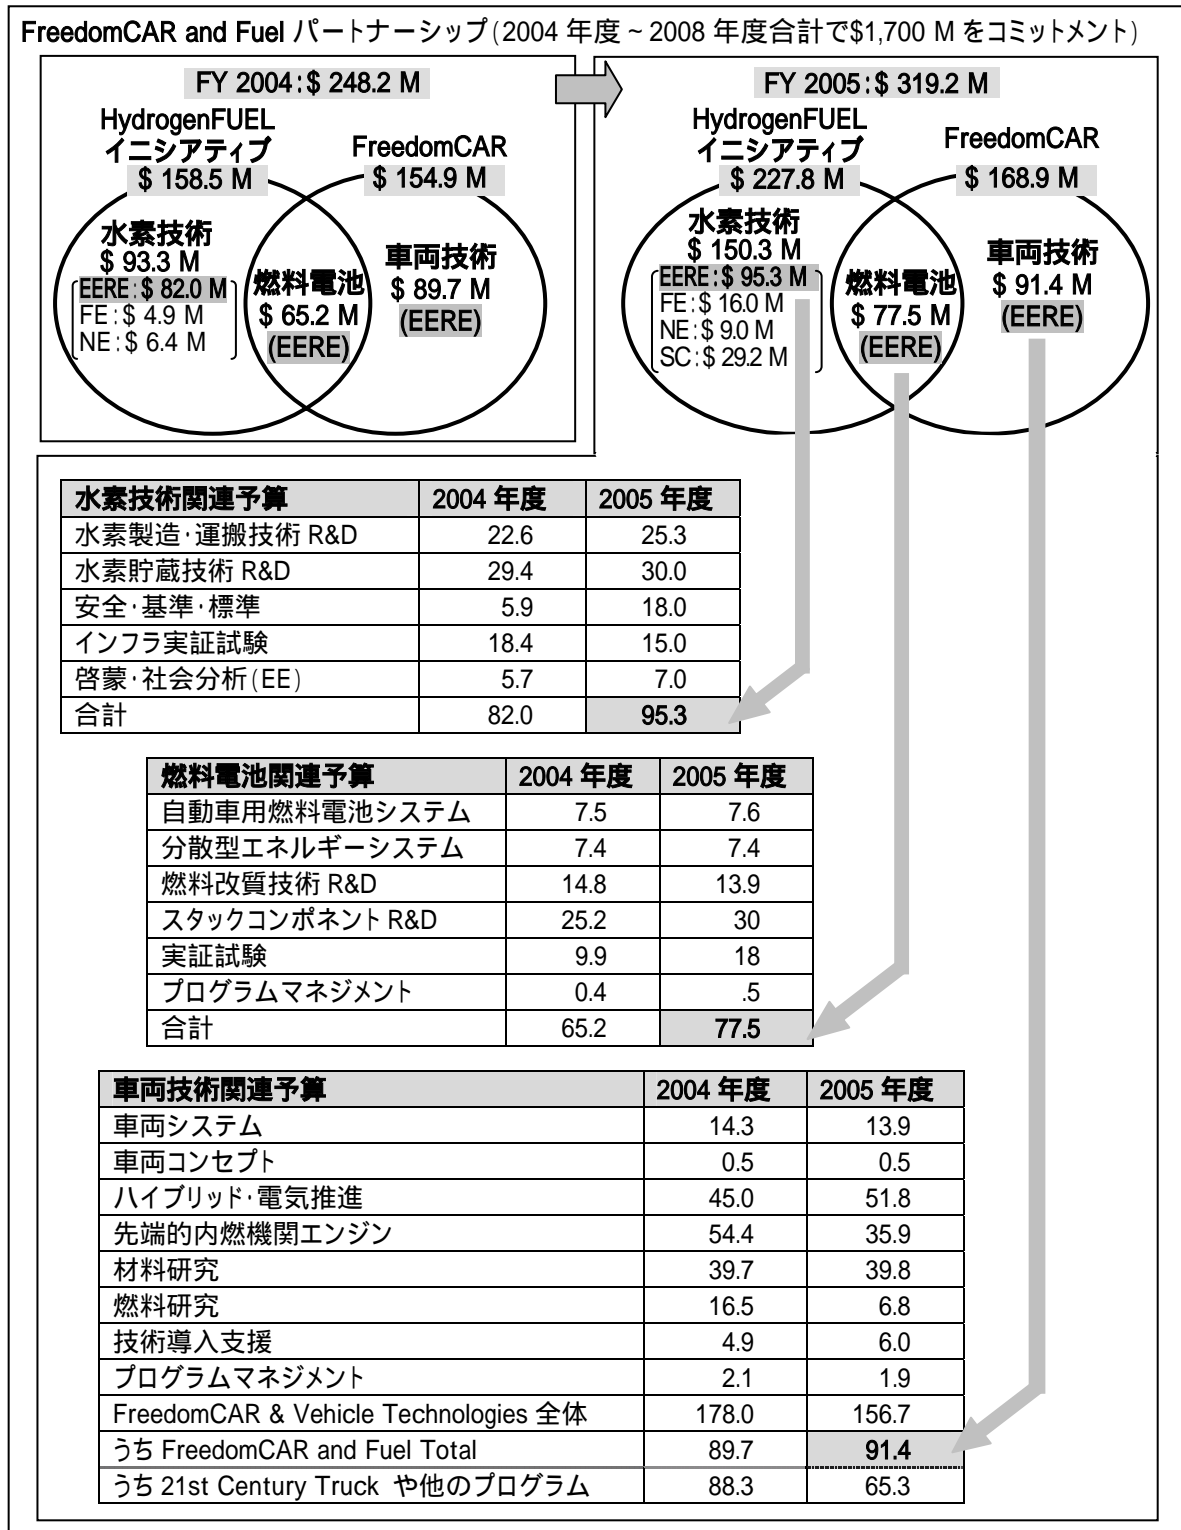 FreedomCAR and Fuel パートナーシップ(2004 年度 ~ 2008 年度合計で$1,700 M をコミットメント)
FY 2004:$ 248.2 M
HydrogenFUEL
イニシアティブ
$ 158.5 M
FreedomCAR
$ 154.9 M
水素技術
$ 93.3 M
EERE:$ 82.0 M
FE:$ 4.9 M
NE:$ 6.4 M
燃料電池
$ 65.2 M
(EERE)
車両技術
$ 89.7 M
(EERE)
FY 2005:$ 319.2 M
HydrogenFUEL
イニシアティブ
$ 227.8 M
FreedomCAR
$ 168.9 M
水素技術
$ 150.3 M
EERE:$ 95.3 M
FE:$ 16.0 M
NE:$ 9.0 M
SC:$ 29.2 M
燃料電池
$ 77.5 M
(EERE)
車両技術
$ 91.4 M
(EERE)
水素技術関連予算 2004 年度 2005 年度
水素製造・運搬技術 R&D 22.6 25.3
水素貯蔵技術 R&D 29.4 30.0
安全・基準・標準 5.9 18.0
インフラ実証試験 18.4 15.0
啓蒙・社会分析(EE) 5.7 7.0
合計 82.0 95.3
燃料電池関連予算 2004 年度 2005 年度
自動車用燃料電池システム 7.5 7.6
分散型エネルギーシステム 7.4 7.4
燃料改質技術 R&D 14.8 13.9
スタックコンポネント R&D 25.2 30
実証試験 9.9 18
プログラムマネジメント 0.4 .5
合計 65.2 77.5
車両技術関連予算 2004 年度 2005 年度
車両システム 14.3 13.9
車両コンセプト 0.5 0.5
ハイブリッド・電気推進 45.0 51.8
先端的内燃機関エンジン 54.4 35.9
材料研究 39.7 39.8
燃料研究 16.5 6.8
技術導入支援 4.9 6.0
プログラムマネジメント 2.1 1.9
FreedomCAR & Vehicle Technologies 全体 178.0 156.7
うち FreedomCAR and Fuel Total 89.7 91.4
うち 21st Century Truck や他のプログラム 88.3 65.3